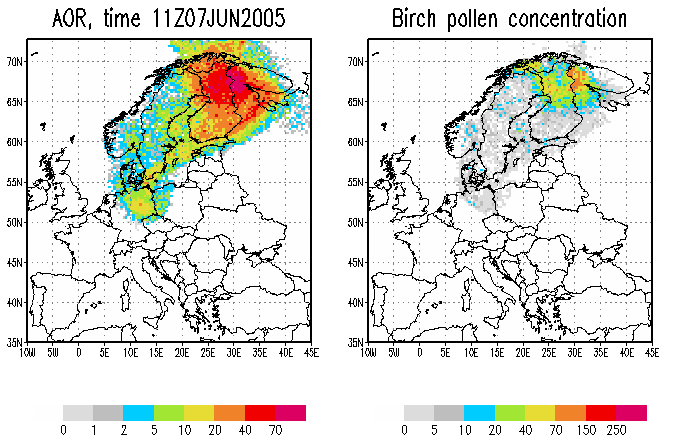 AOR, time 11Z07JUN2005
Birch pollen concentration
70N
65N
60N
55N
50N
45N
40N
35N
10W 5W 0 5E 10E 15E 20E 25E 30E 35E 40E 45E
70N
65N
60N
55N
50N
45N
40N
35N
10W 5W 0 5E 10E 15E 20E 25E 30E 35E 40E 45E
0 1 2 5 10 20 40 70
0 5 10 20 40 70 150 250